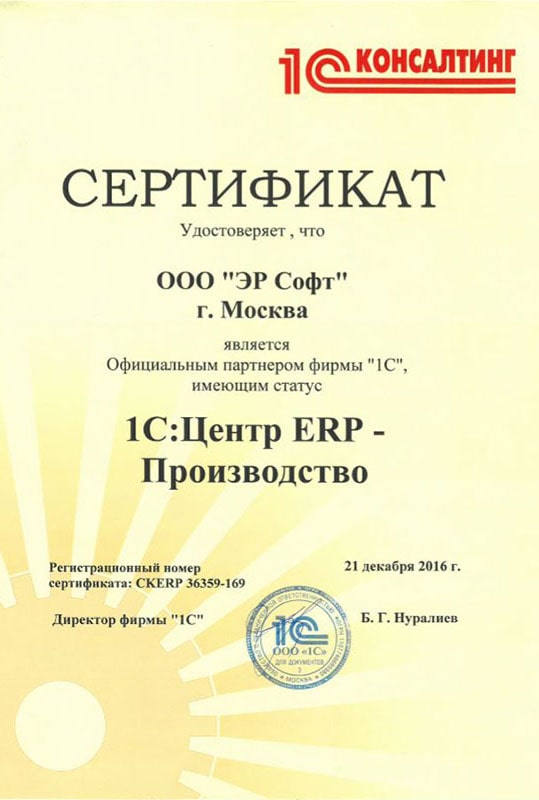 1С КОНСАЛТИНГ
СЕРТИФИКАТ
Удостоверяет , что
ООО "ЭР Софт"
г. Москва
является
Официальным партнером фирмы "1С",
имеющим статус
1С:Центр ERP -
Производство
Регистрационный номер
сертификата: CKERP 36359-169
21 декабря 2016 г.
Директор фирмы "1С"
Б. Г. Нуралиев
1С
ООО «1С»
ДЛЯ ДОКУМЕНТОВ
3
МОСКВА